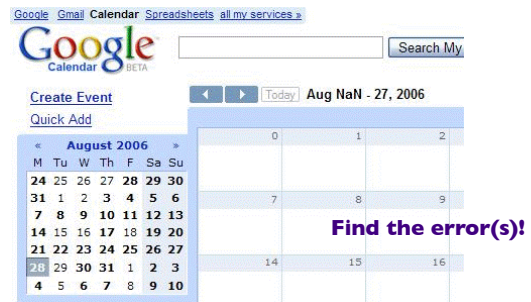 Google Gmail Calendar Spreadsheets all my services »
Google
Calendar BETA
Search My
Create Event
Quick Add
Today Aug NaN - 27, 2006
« August 2006 »
M Tu W Th F Sa Su
24 25 26 27 28 29 30
31 1 2 3 4 5 6
7 8 9 10 11 12 13
14 15 16 17 18 19 20
21 22 23 24 25 26 27
28 29 30 31 1 2 3
4 5 6 7 8 9 10
0 1 2
7 8 9
Find the error(s)!
14 15 16